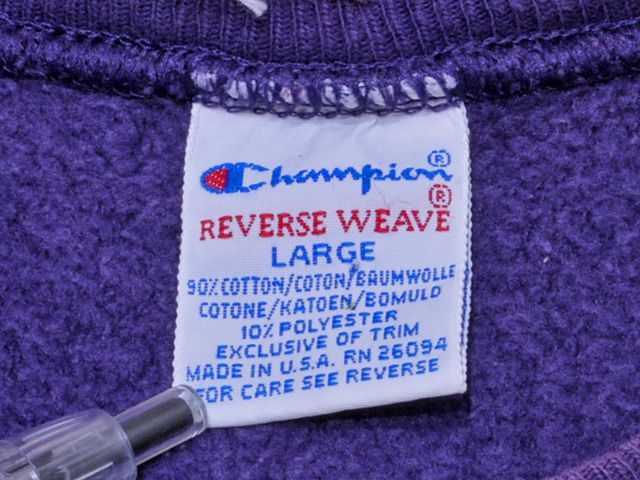 Champion®
REVERSE WEAVE®
LARGE
90% COTTON/COTON/BAUMWOLLE
COTONE/KATOEN/BOMULD
10% POLYESTER
EXCLUSIVE OF TRIM
MADE IN U.S.A. RN 26094
FOR CARE SEE REVERSE